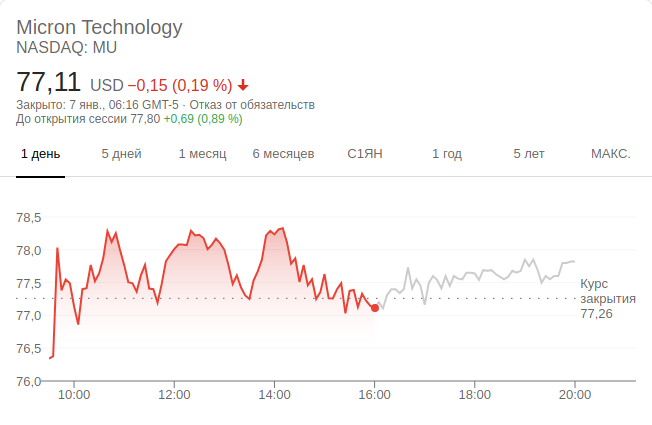 Micron Technology
NASDAQ: MU
77,11 USD −0,15 (0,19 %)
Закрыто: 7 янв., 06:16 GMT-5 · Отказ от обязательств
До открытия сессии 77,80 +0,69 (0,89 %)
1 день 5 дней 1 месяц 6 месяцев С1ЯН 1 год 5 лет МАКС.
78,5
78,0
77,5
77,0
76,5
76,0
Курс
закрытия
77,26
10:00 12:00 14:00 16:00 18:00 20:00